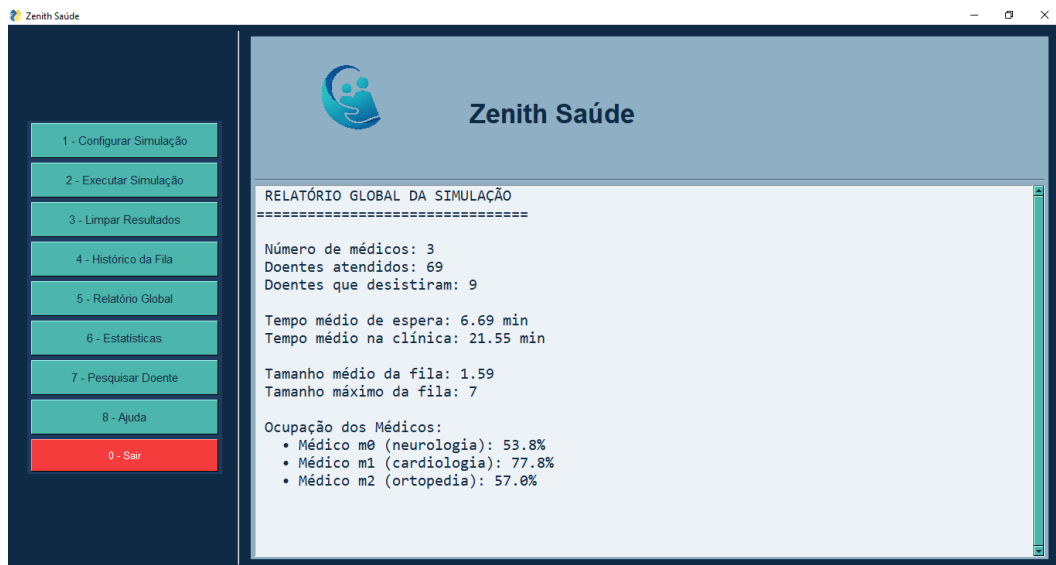 Zenith Saúde
Zenith Saúde
1 - Configurar Simulação
2 - Executar Simulação
3 - Limpar Resultados
4 - Histórico da Fila
5 - Relatório Global
6 - Estatísticas
7 - Pesquisar Doente
8 - Ajuda
0 - Sair
RELATÓRIO GLOBAL DA SIMULAÇÃO
================================
Número de médicos: 3
Doentes atendidos: 69
Doentes que desistiram: 9
Tempo médio de espera: 6.69 min
Tempo médio na clínica: 21.55 min
Tamanho médio da fila: 1.59
Tamanho máximo da fila: 7
Ocupação dos Médicos:
• Médico m0 (neurologia): 53.8%
• Médico m1 (cardiologia): 77.8%
• Médico m2 (ortopedia): 57.0%